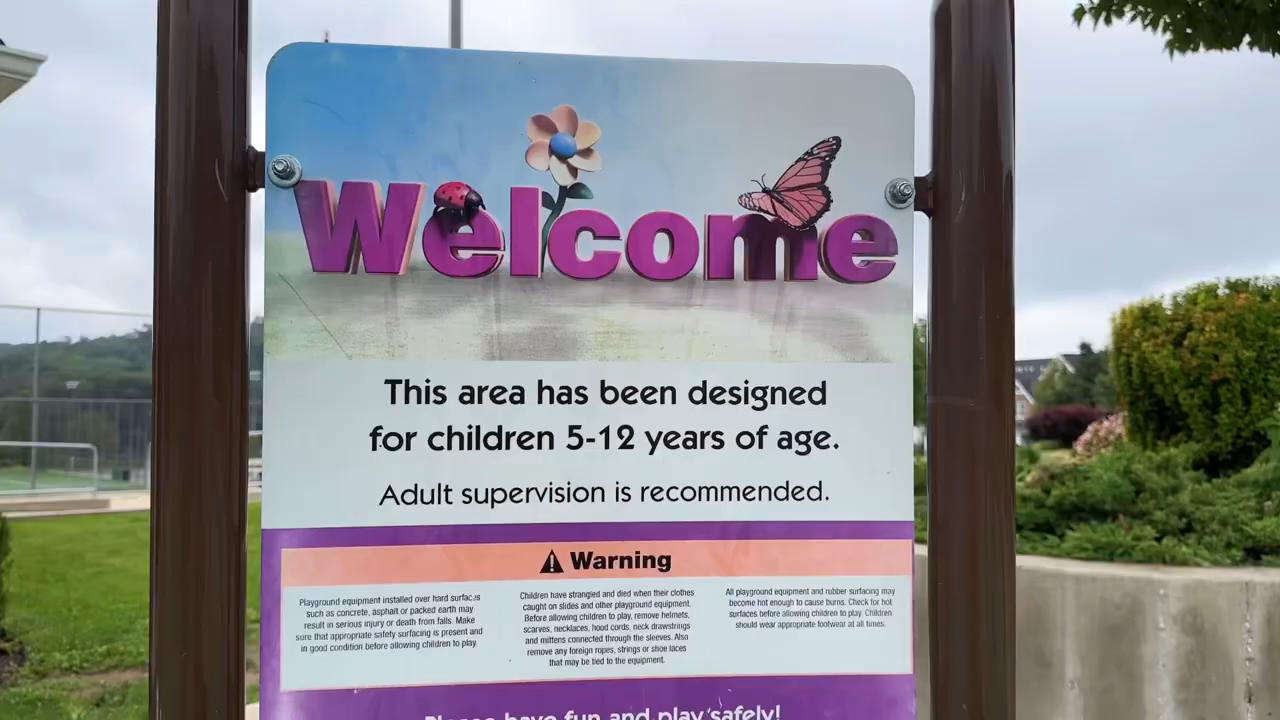 Welcome
This area has been designed
for children 5-12 years of age.
Adult supervision is recommended.
Warning
Playground equipment installed over hard surfaces
such as concrete, asphalt or packed earth may
result in serious injury or death from falls. Make
sure that appropriate safety surfacing is present and
in good condition before allowing children to play.
Children have strangled and died when their clothes
caught on slides and other playground equipment.
Before allowing children to play, remove helmets,
scarves, necklaces, hood cords, neck drawstrings
and mittens connected through the sleeves. Also
remove any foreign ropes, strings or shoe laces
that may be tied to the equipment.
All playground equipment and rubber surfacing may
become hot enough to cause burns. Check for hot
surfaces before allowing children to play. Children
should wear appropriate footwear at all times.
Please have fun and play safely!